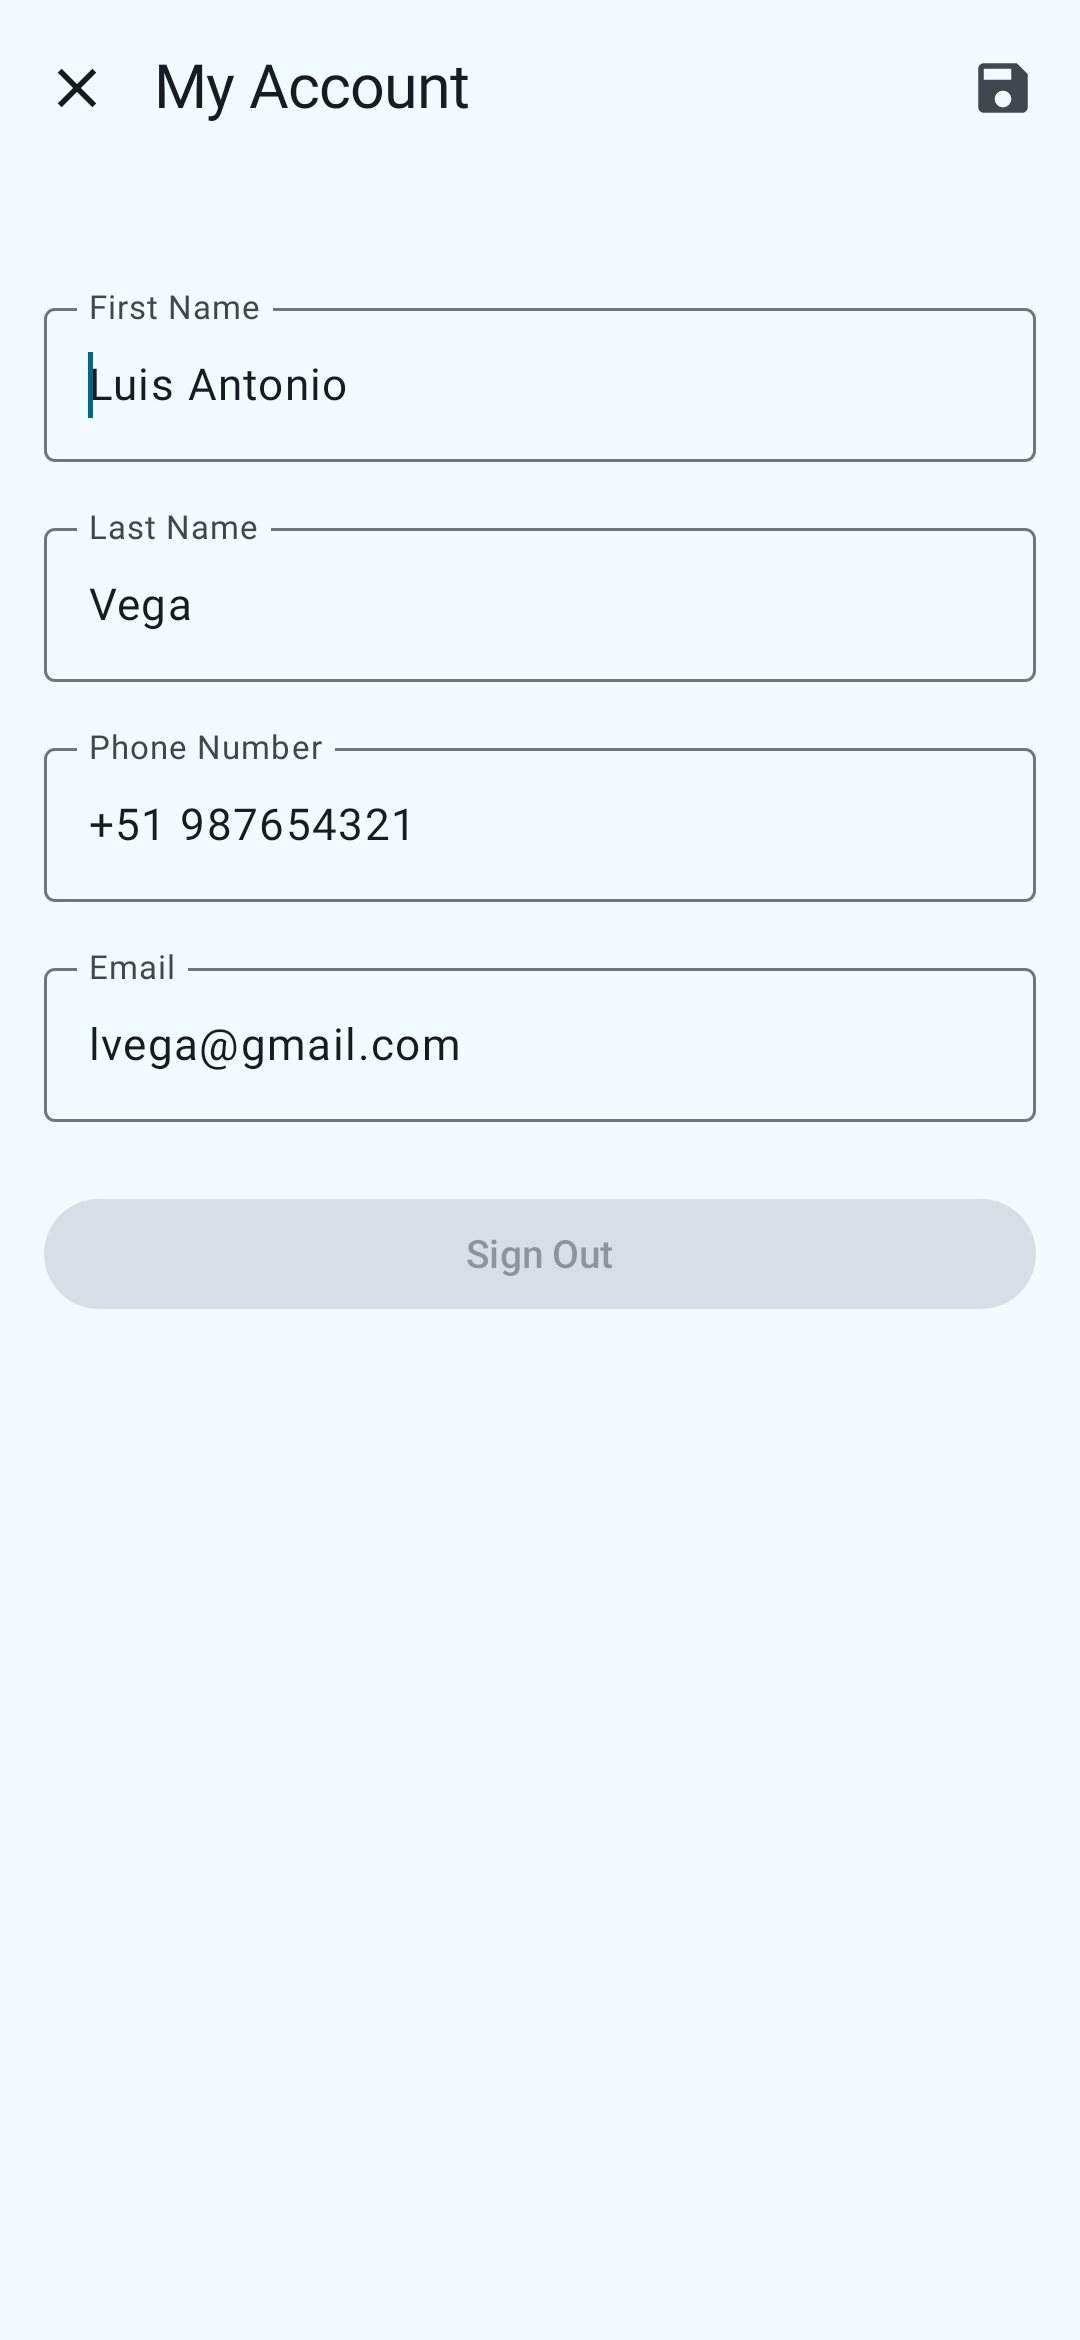 My Account
First Name
Luis Antonio
Last Name
Vega
Phone Number
+51 987654321
Email
lvega@gmail.com
Sign Out